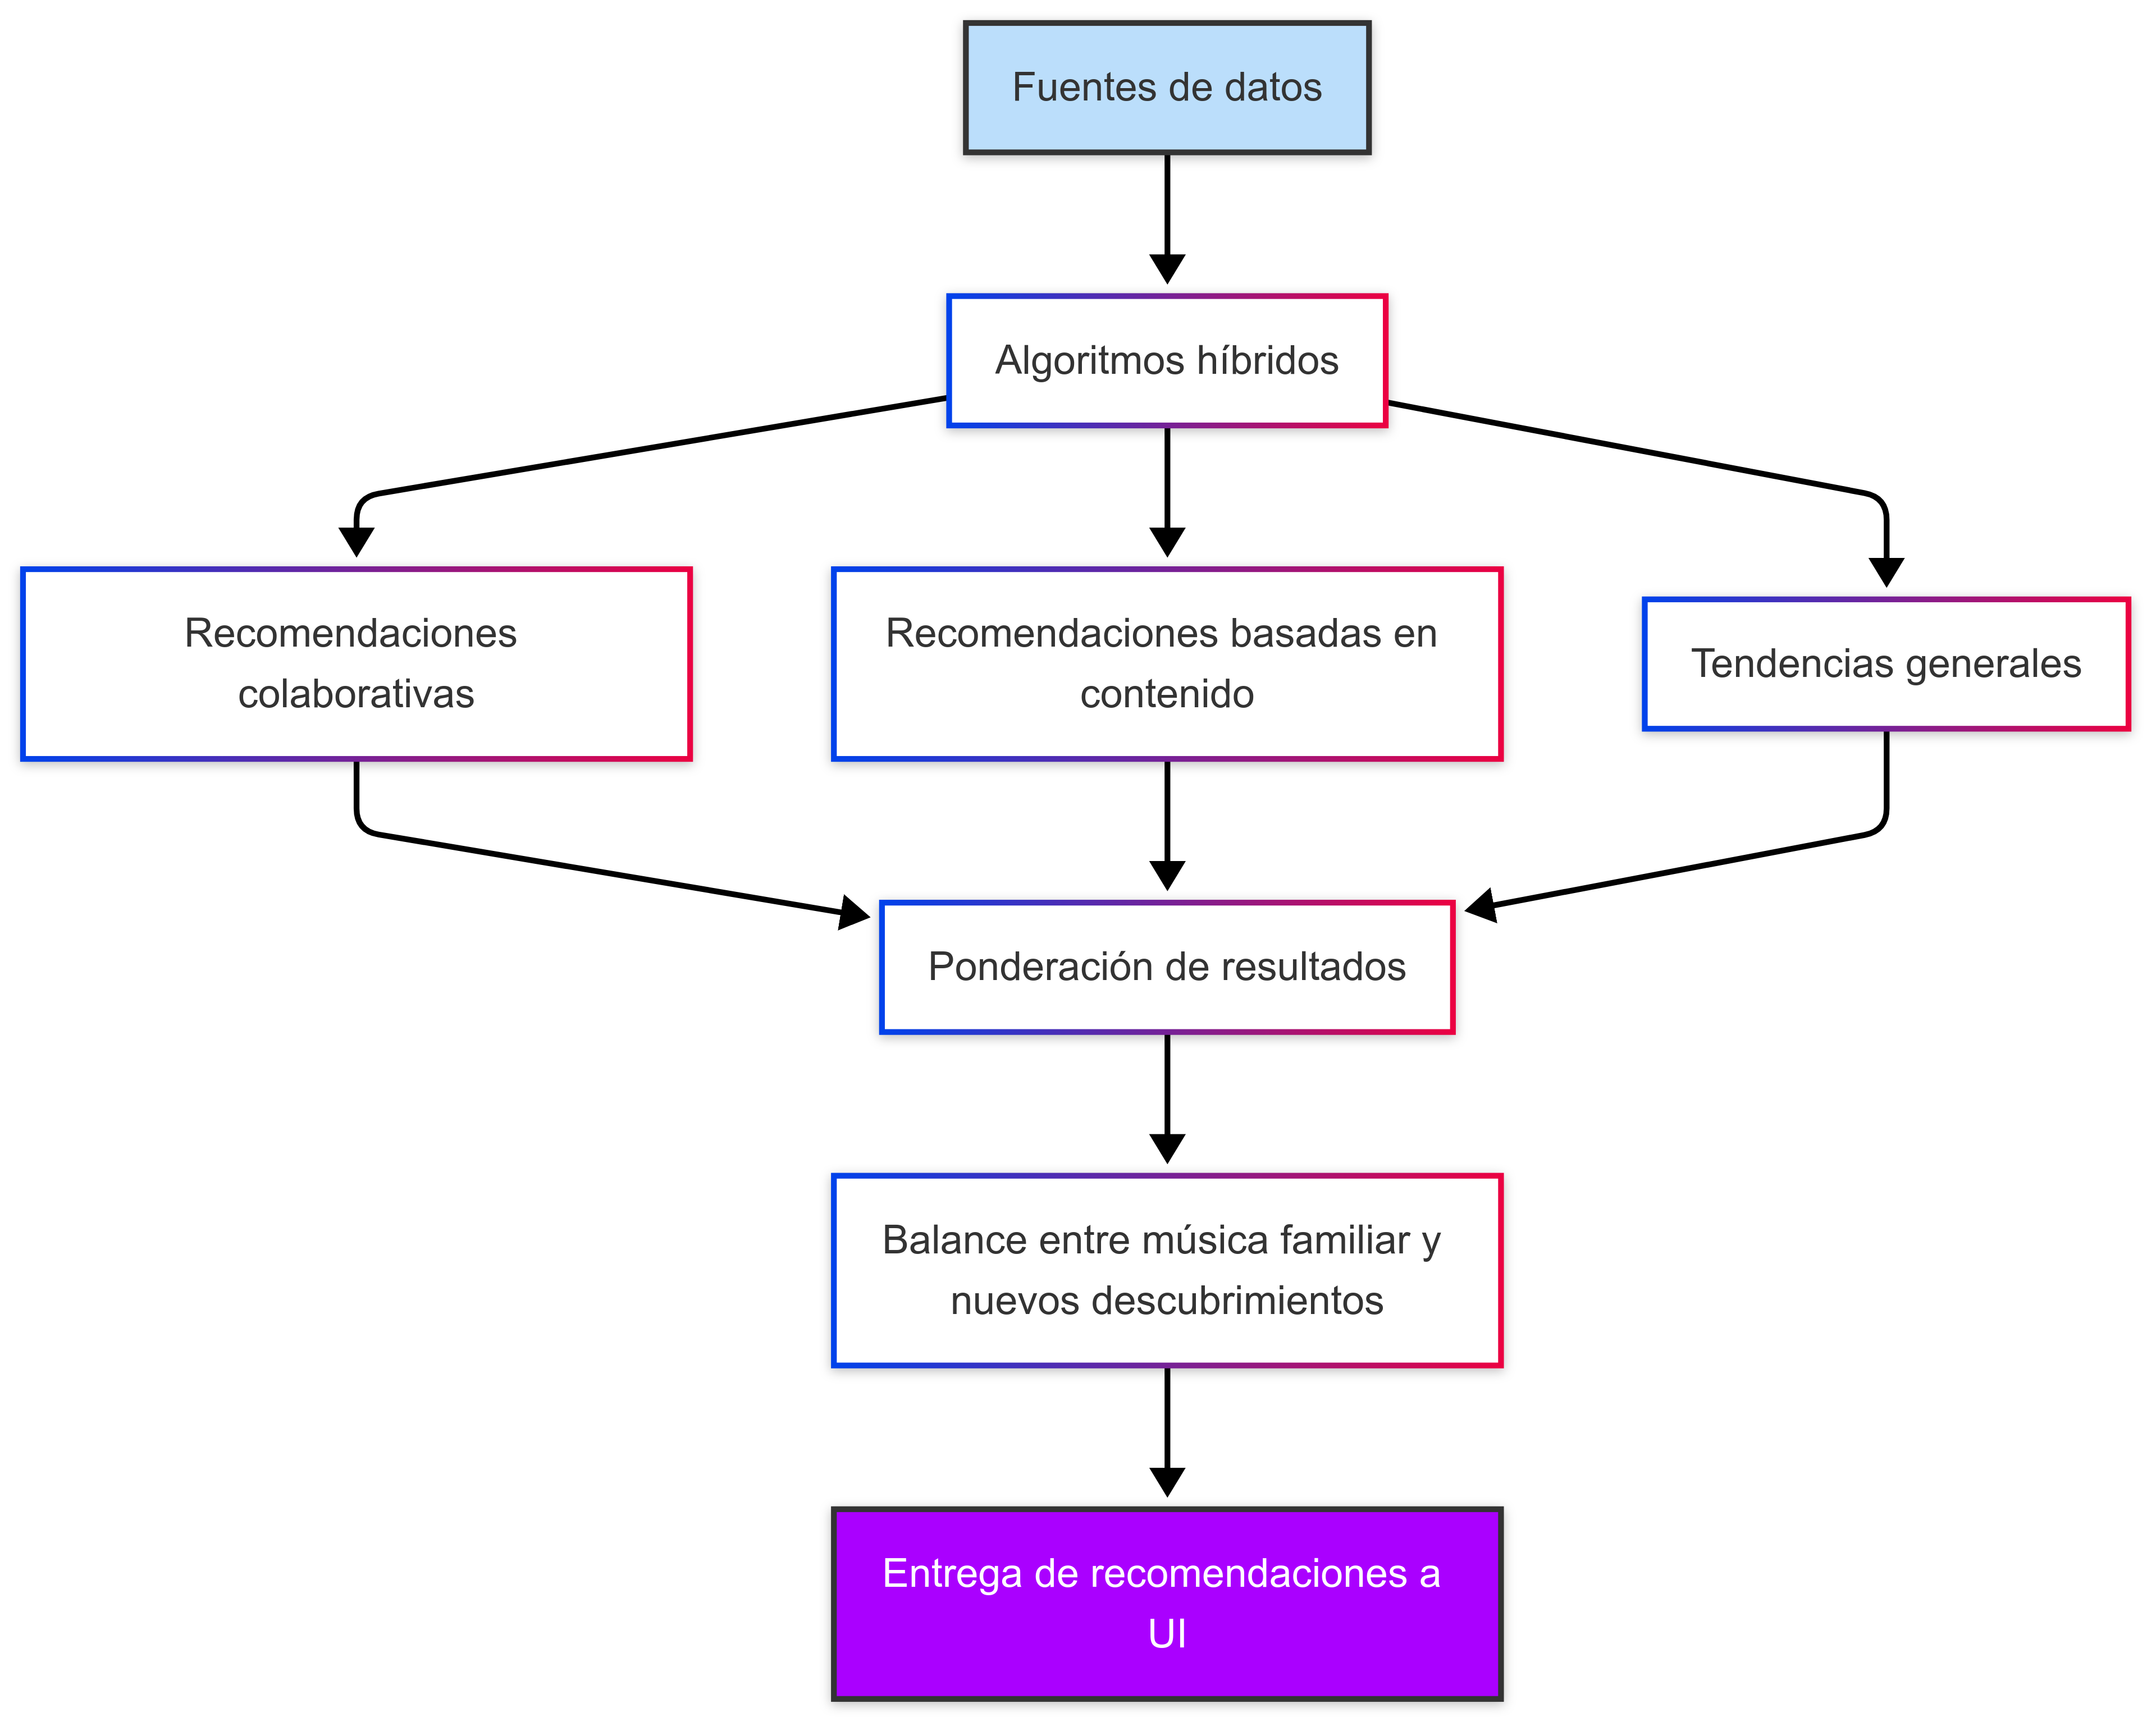 Fuentes de datos
Algoritmos híbridos
Recomendaciones
colaborativas
Recomendaciones basadas en
contenido
Tendencias generales
Ponderación de resultados
Balance entre música familiar y
nuevos descubrimientos
Entrega de recomendaciones a
UI